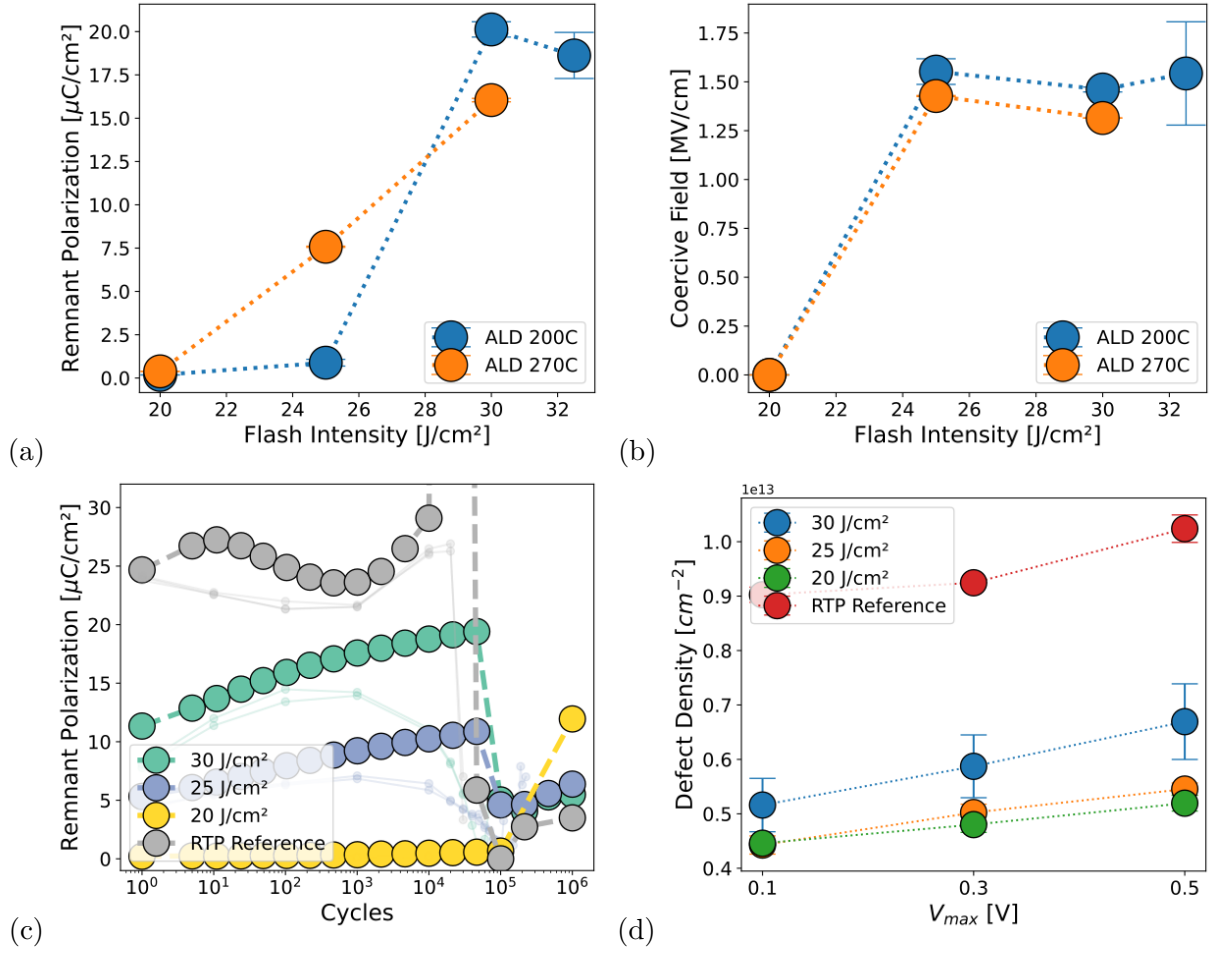 Remnant Polarization [μC/cm²]
20.0
17.5
15.0
12.5
10.0
7.5
5.0
2.5
0.0
ALD 200C
ALD 270C
20 22 24 26 28 30 32
Flash Intensity [J/cm²]
(a)
Coercive Field [MV/cm]
1.75
1.50
1.25
1.00
0.75
0.50
0.25
0.00
ALD 200C
ALD 270C
20 22 24 26 28 30 32
Flash Intensity [J/cm²]
(b)
Remnant Polarization [μC/cm²]
30
25
20
15
10
5
0
30 J/cm²
25 J/cm²
20 J/cm²
RTP Reference
10⁰ 10¹ 10² 10³ 10⁴ 10⁵ 10⁶
Cycles
(c)
1e13
Defect Density [cm⁻²]
1.0
0.9
0.8
0.7
0.6
0.5
0.4
30 J/cm²
25 J/cm²
20 J/cm²
RTP Reference
0.1 0.3 0.5
Vmax [V]
(d)